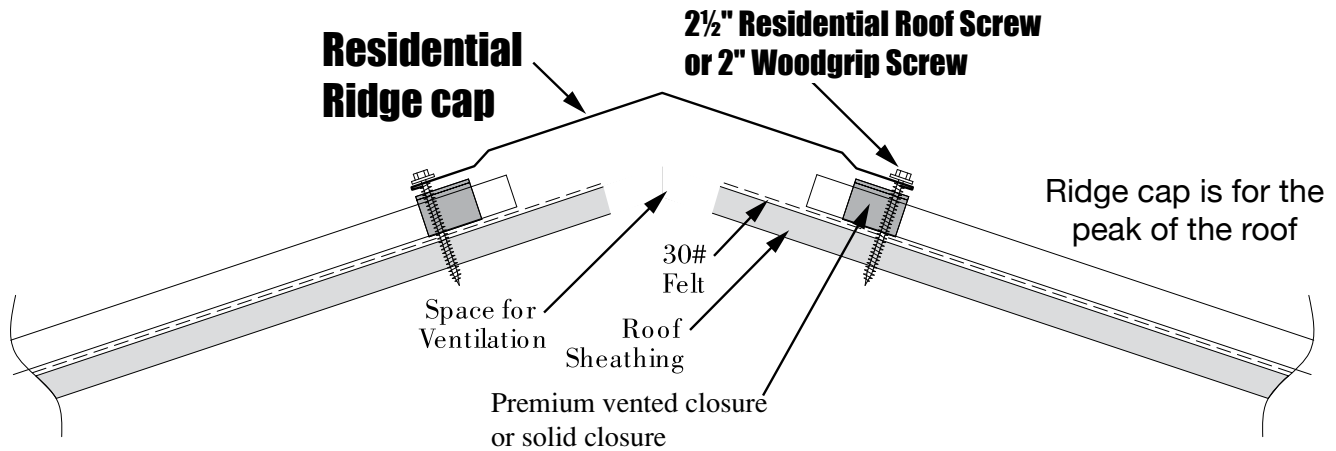 Residential
Ridge cap
2½" Residential Roof Screw
or 2" Woodgrip Screw
Ridge cap is for the
peak of the roof
30#
Felt
Space for
Ventilation
Roof
Sheathing
Premium vented closure
or solid closure